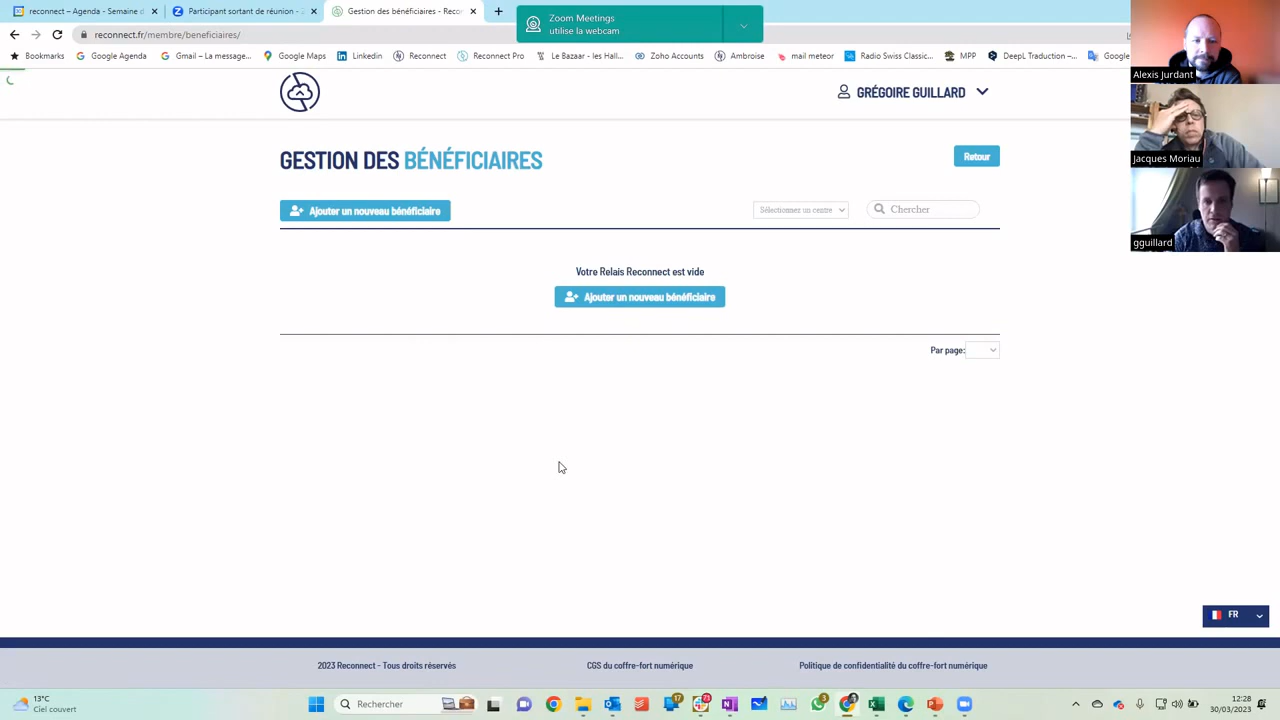 reconnect – Agenda - Semaine d
Participant sortant de réunion -
Gestion des bénéficiaires - Reco
Zoom Meetings
utilise la webcam
reconnect.fr/membre/beneficiaires/
Bookmarks
Google Agenda
Gmail – La message...
Google Maps
Linkedin
Reconnect
Reconnect Pro
Le Bazaar - les Hall...
Zoho Accounts
Ambroise
mail meteor
Radio Swiss Classic...
MPP
DeepL Traduction –...
Google
Alexis Jurdant
GRÉGOIRE GUILLARD
Jacques Moriau
GESTION DES BÉNÉFICIAIRES
Retour
Ajouter un nouveau bénéficiaire
Sélectionnez un centre
Chercher
gguillard
Votre Relais Reconnect est vide
Ajouter un nouveau bénéficiaire
Par page:
FR
2023 Reconnect - Tous droits réservés
CGS du coffre-fort numérique
Politique de confidentialité du coffre-fort numérique
13°C
Ciel couvert
Rechercher
17
73
3
12:28
30/03/2023